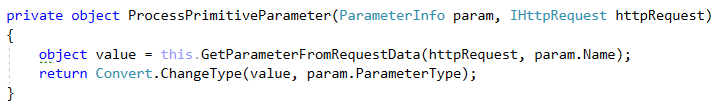 private object ProcessPrimitiveParameter(ParameterInfo param, IHttpRequest httpRequest)
{
    object value = this.GetParameterFromRequestData(httpRequest, param.Name);
    return Convert.ChangeType(value, param.ParameterType);
}